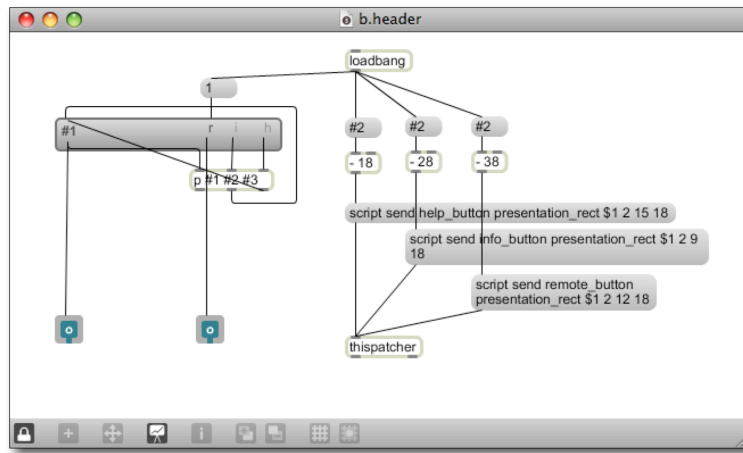 b.header
loadbang
1
#1 r i h
#2 #2 #2
- 18 - 28 - 38
p #1 #2 #3
script send help_button presentation_rect $1 2 15 18
script send info_button presentation_rect $1 2 9
18
script send remote_button
presentation_rect $1 2 12 18
thispatcher